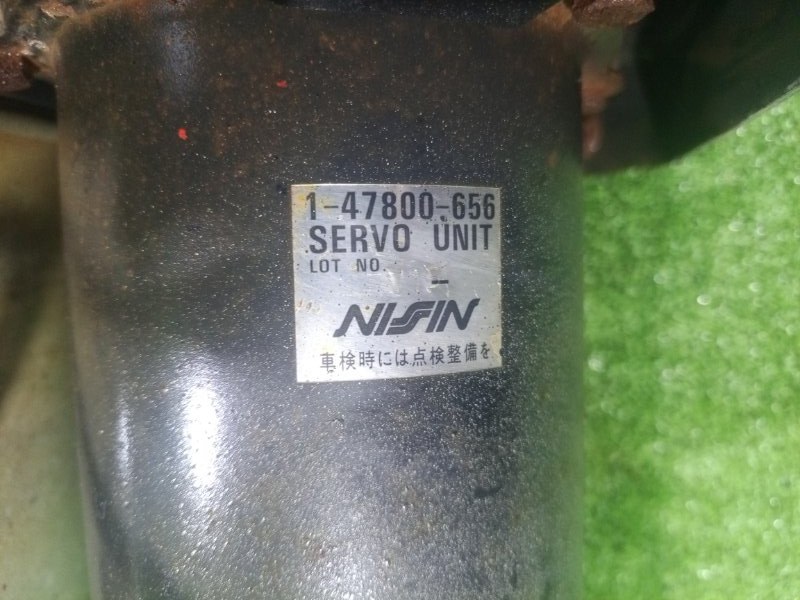 1-47800-656
SERVO UNIT
LOT NO.
-
NISSIN
車検時には点検整備を